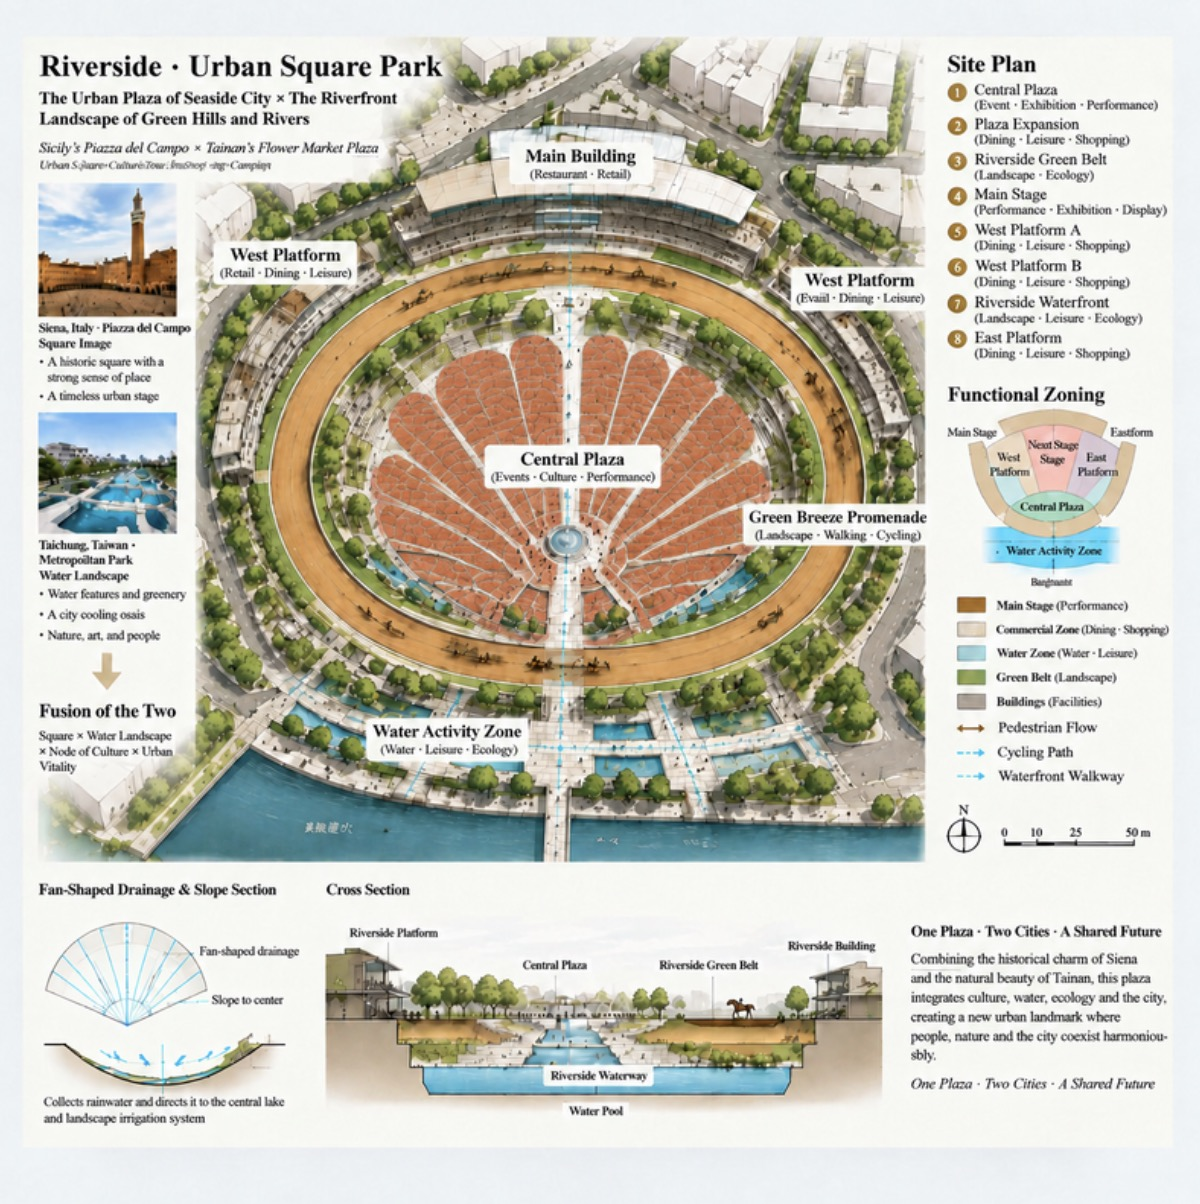 Riverside · Urban Square Park
The Urban Plaza of Seaside City × The Riverfront
Landscape of Green Hills and Rivers
Sicily's Piazza del Campo × Tainan's Flower Market Plaza
Urban Square · Culture
Siena, Italy · Piazza del Campo
Square Image
• A historic square with a
strong sense of place
• A timeless urban stage
Taichung, Taiwan ·
Metropoiltan Park
Water Landscape
• Water features and greenery
• A city cooling osais
• Nature, art, and people
Fusion of the Two
Square × Water Landscape
× Node of Culture × Urban
Vitality
Main Building
(Restaurant · Retail)
West Platform
(Retail · Dining · Leisure)
West Platform
(Evaiil · Dining · Leisure)
Central Plaza
(Events · Culture · Performance)
Green Breeze Promenade
(Landscape · Walking · Cycling)
Water Activity Zone
(Water · Leisure · Ecology)
Site Plan
1 Central Plaza
(Event · Exhibition · Performance)
2 Plaza Expansion
(Dining · Leisure · Shopping)
3 Riverside Green Belt
(Landscape · Ecology)
4 Main Stage
(Performance · Exhibition · Display)
5 West Platform A
(Dining · Leisure · Shopping)
6 West Platform B
(Dining · Leisure · Shopping)
7 Riverside Waterfront
(Landscape · Leisure · Ecology)
8 East Platform
(Dining · Leisure · Shopping)
Functional Zoning
Main Stage
Eastform
Next Stage
Stage
West
Platform
East
Platform
Central Plaza
Water Activity Zone
Main Stage (Performance)
Commercial Zone (Dining · Shopping)
Water Zone (Water · Leisure)
Green Belt (Landscape)
Buildings (Facilities)
Pedestrian Flow
Cycling Path
Waterfront Walkway
N
0 10 25 50 m
Fan-Shaped Drainage & Slope Section
Fan-shaped drainage
Slope to center
Collects rainwater and directs it to the central lake
and landscape irrigation system
Cross Section
Riverside Platform
Central Plaza
Riverside Green Belt
Riverside Building
Riverside Waterway
Water Pool
One Plaza · Two Cities · A Shared Future
Combining the historical charm of Siena
and the natural beauty of Tainan, this plaza
integrates culture, water, ecology and the city,
creating a new urban landmark where
people, nature and the city coexist harmoniou-
sbly.
One Plaza · Two Cities · A Shared Future